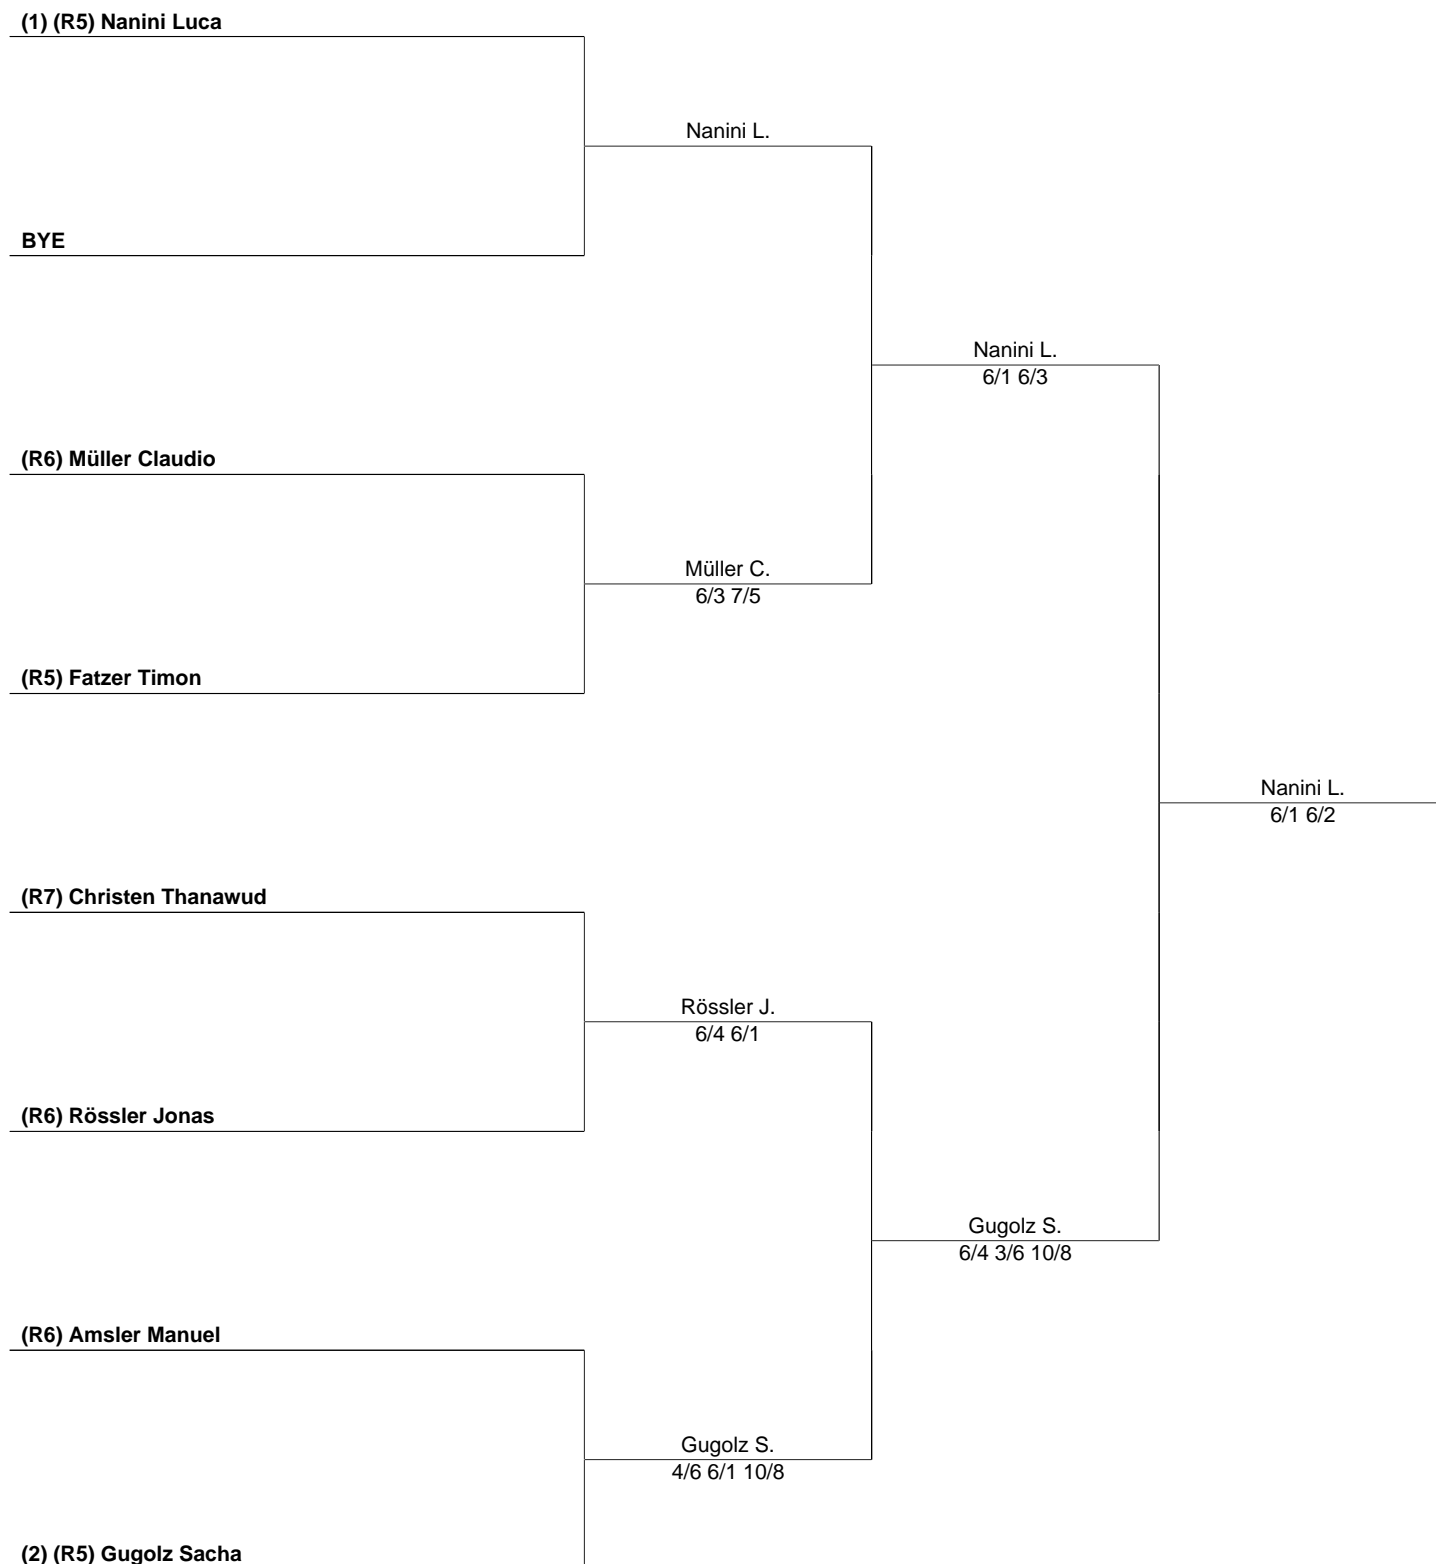 (1) (R5) Nanini Luca
Nanini L.
BYE
Nanini L.
6/1 6/3
(R6) Müller Claudio
Müller C.
6/3 7/5
(R5) Fatzer Timon
Nanini L.
6/1 6/2
(R7) Christen Thanawud
Rössler J.
6/4 6/1
(R6) Rössler Jonas
Gugolz S.
6/4 3/6 10/8
(R6) Amsler Manuel
Gugolz S.
4/6 6/1 10/8
(2) (R5) Gugolz Sacha